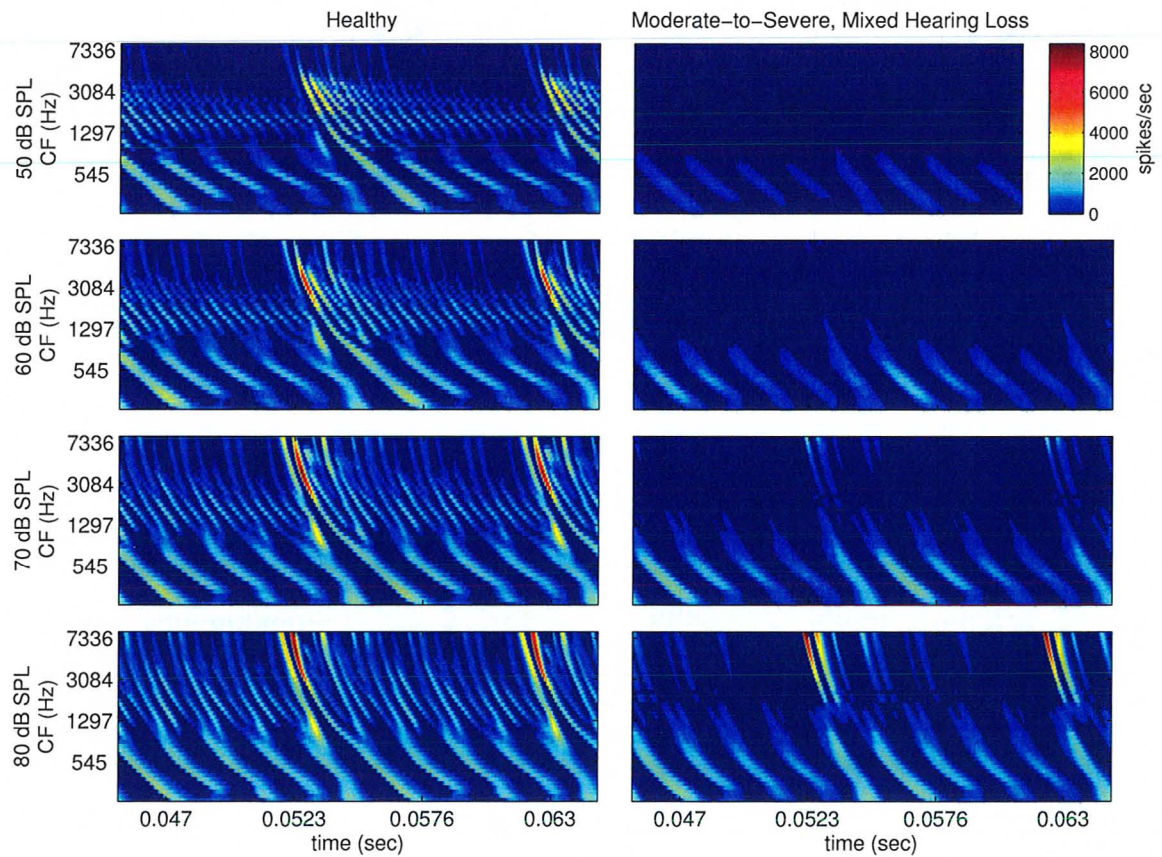 Healthy
Moderate−to−Severe, Mixed Hearing Loss
50 dB SPL
CF (Hz)
7336
3084
1297
545
8000
6000
4000
2000
0
spikes/sec
60 dB SPL
CF (Hz)
7336
3084
1297
545
70 dB SPL
CF (Hz)
7336
3084
1297
545
80 dB SPL
CF (Hz)
7336
3084
1297
545
0.047
0.0523
0.0576
0.063
time (sec)
0.047
0.0523
0.0576
0.063
time (sec)